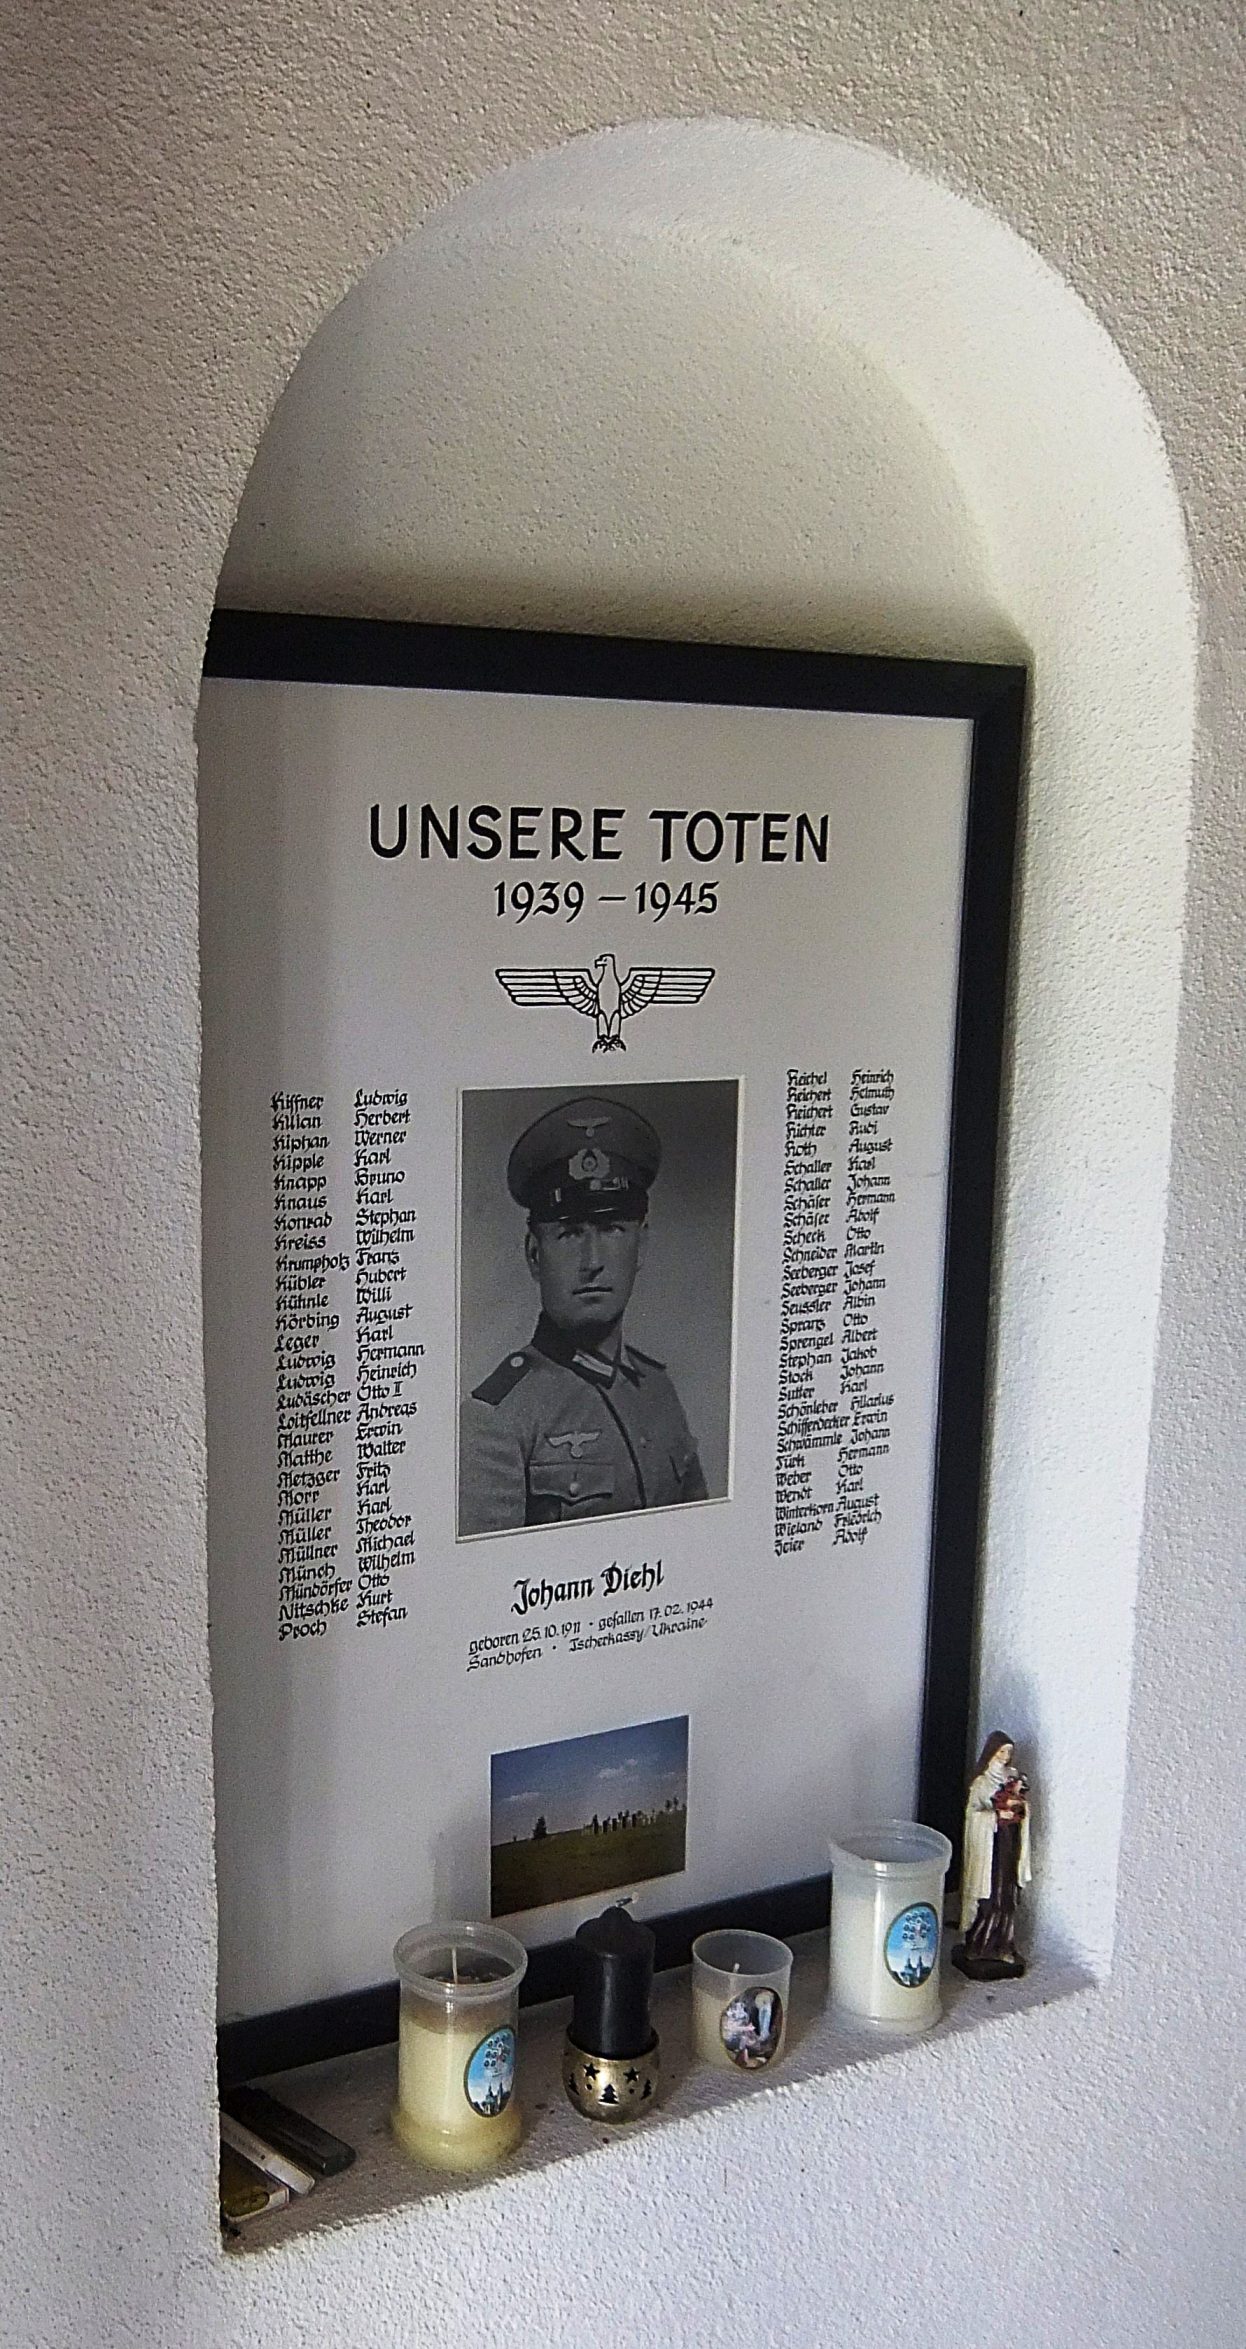 UNSERE TOTEN
1939 – 1945
Kiffner Ludwig
Kilian Herbert
Kiphan Werner
Kipple Karl
Knapp Bruno
Knaus Karl
Konrad Stephan
Kreiss Wilhelm
Krumpholz Franz
Kübler Hubert
Kühnle Willi
Körbing August
Leger Karl
Ludwig Hermann
Ludwig Heinrich
Ludäscher Otto II
Loitfellner Andreas
Maurer Erwin
Matthe Walter
Metzger Fritz
Morr Karl
Müller Karl
Müller Theodor
Müllner Michael
Münch Wilhelm
Mündörfer Otto
Nitschke Kurt
Proch Stefan
Johann Diehl
geboren 25.10.1911 · gefallen 17.02.1944
Sandhofen · Tscherkassy/Ukraine
Reichel Heinrich
Reichert Helmuth
Reichert Gustav
Richter Rudi
Roth August
Schaller Karl
Schaller Johann
Schäfer Hermann
Schäfer Adolf
Scheck Otto
Schneider Martin
Seeberger Josef
Seeberger Johann
Seussler Albin
Spranz Otto
Sprengel Albert
Stephan Jakob
Stock Johann
Sutter Karl
Schönleber Hilarius
Schifferdecker Erwin
Schwämmle Johann
Türk Hermann
Weber Otto
Wendt Karl
Winterkorn August
Wieland Friedrich
Zeier Adolf